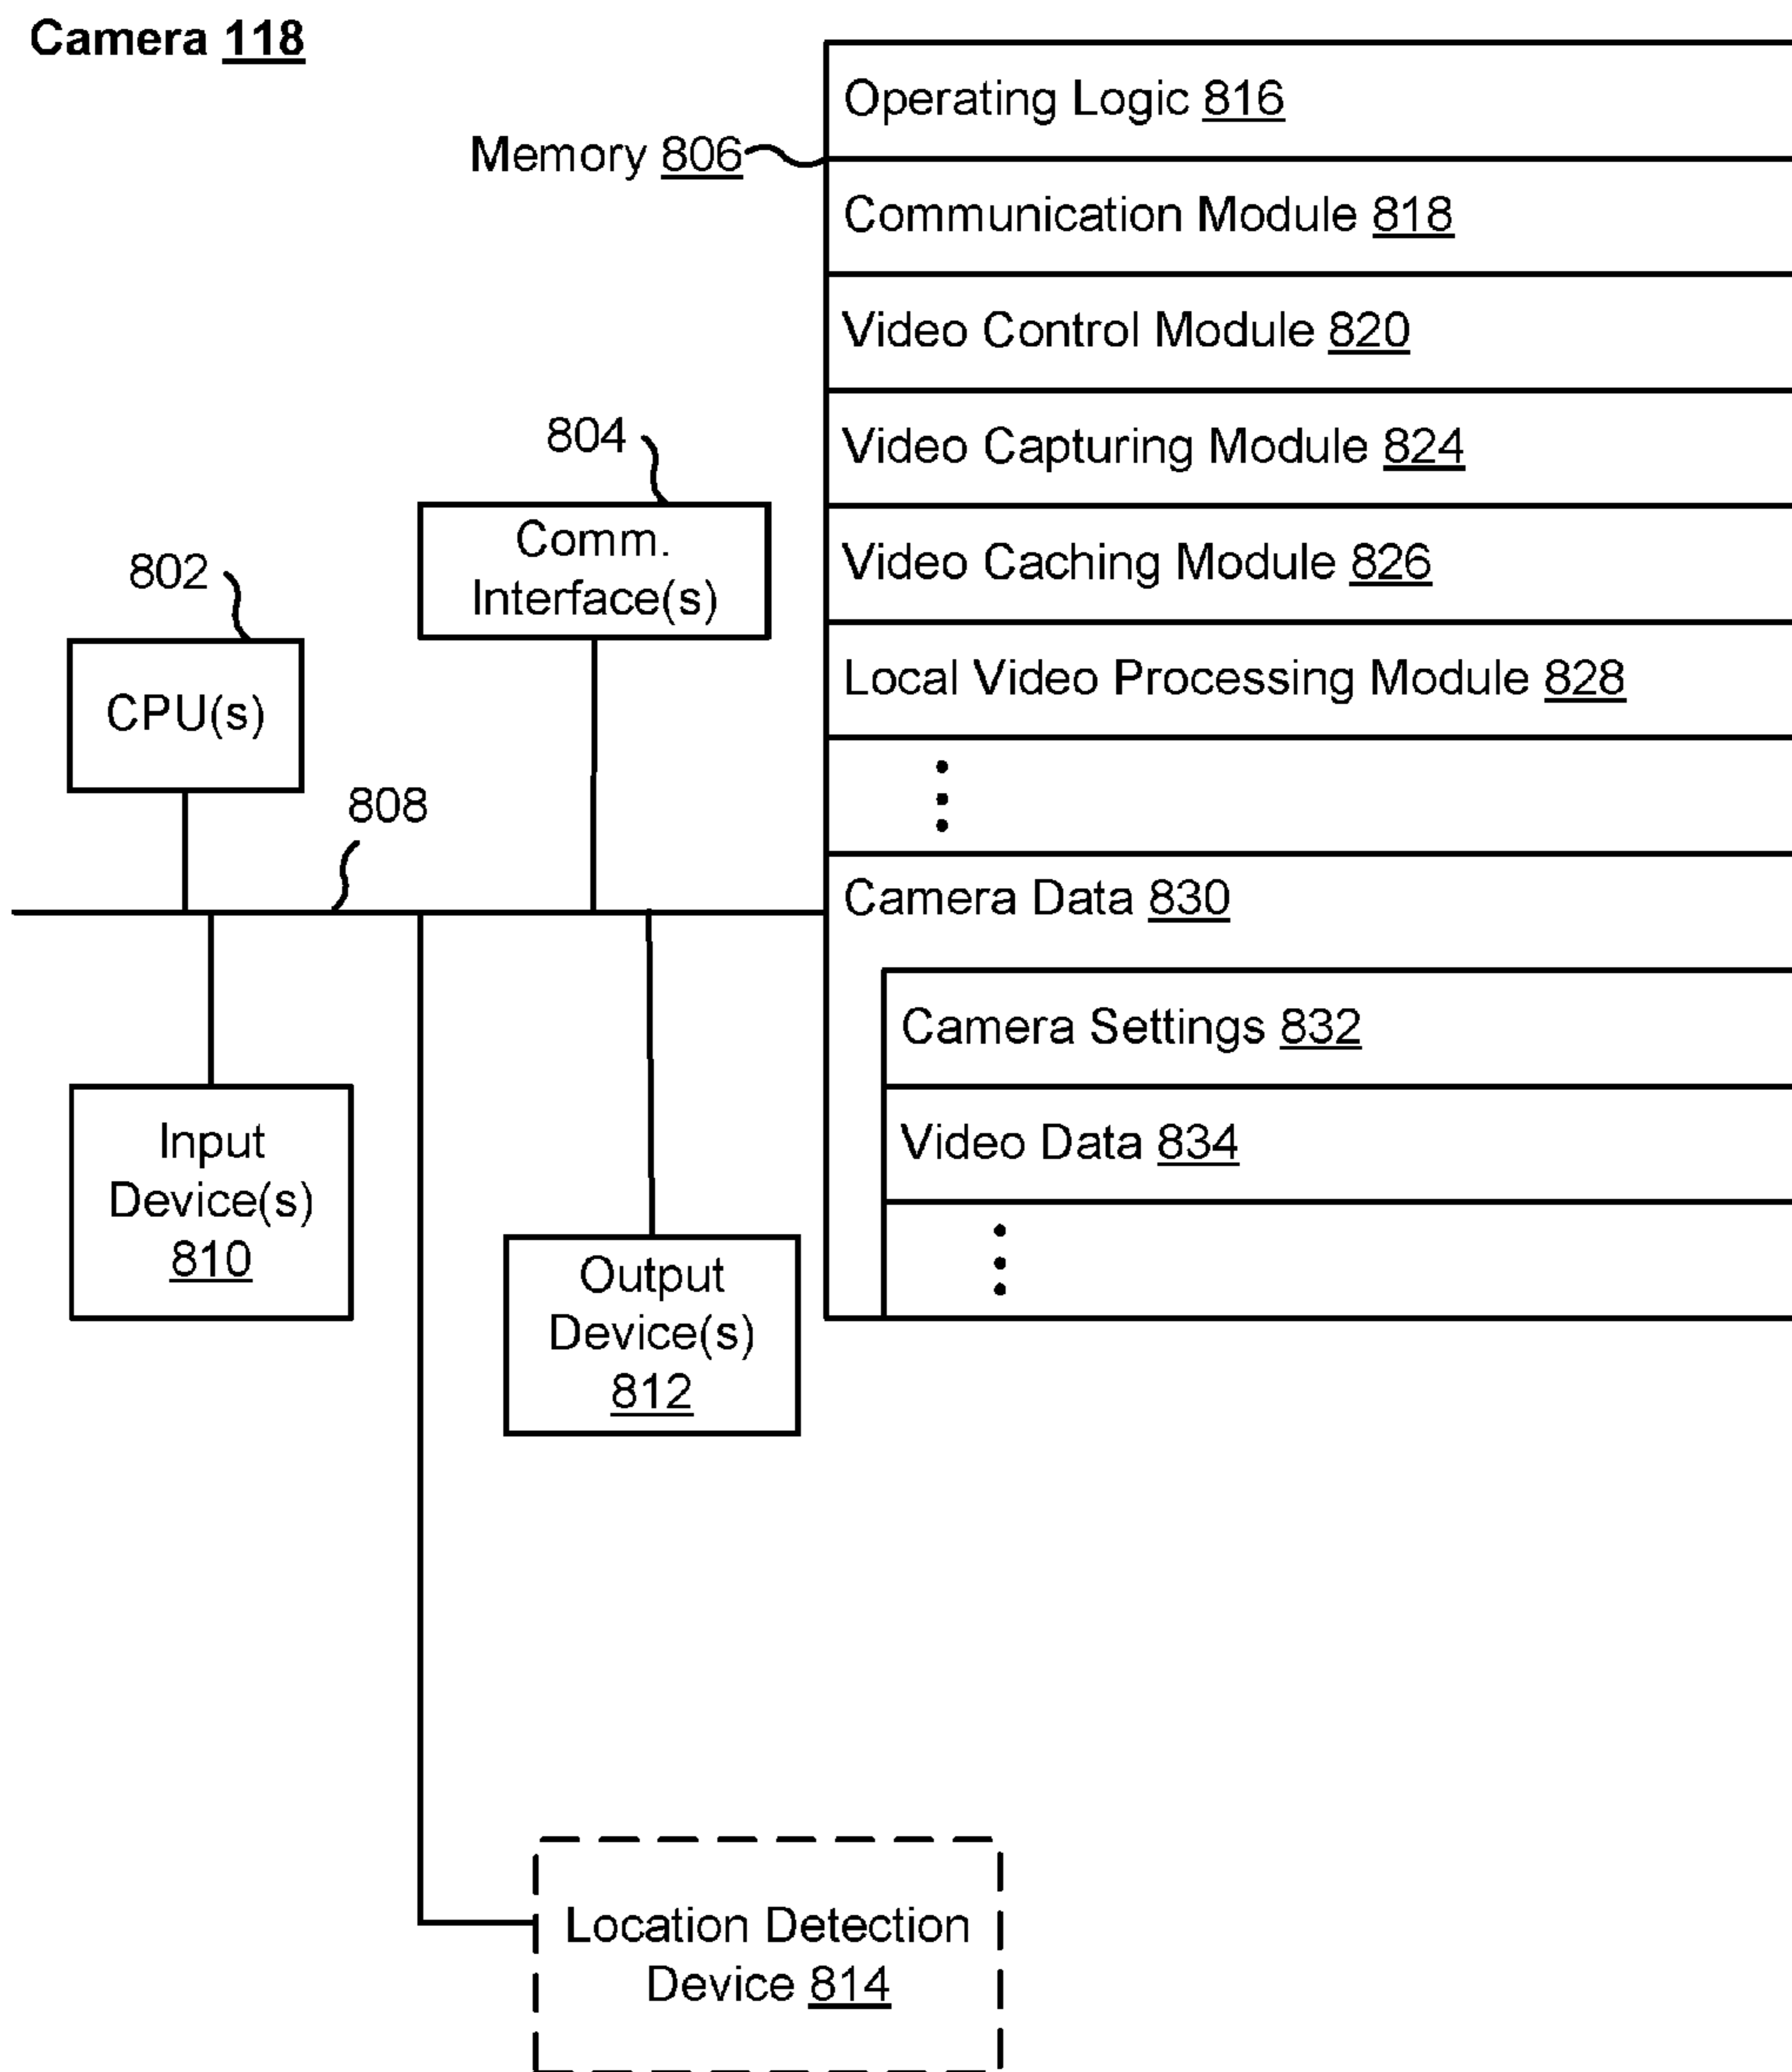 Camera 118
Operating Logic 816
Memory 806
Communication Module 818
Video Control Module 820
804
Video Capturing Module 824
Comm.
Interface(s)
802
Video Caching Module 826
CPU(s)
Local Video Processing Module 828
808
Camera Data 830
Camera Settings 832
Input
Device(s)
810
Video Data 834
Output
Device(s)
812
Location Detection
Device 814